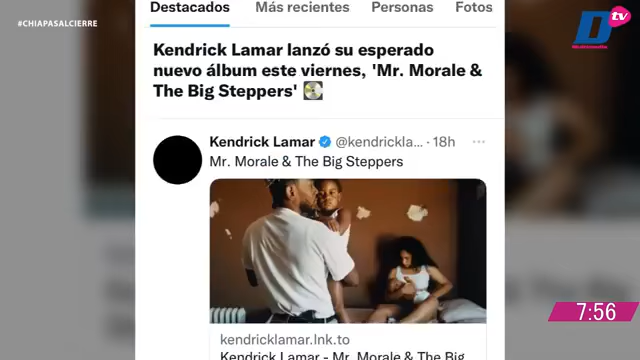 #CHIAPASALCIERRE
Destacados Más recientes Personas Fotos
D tv
Kendrick Lamar lanzó su esperado
nuevo álbum este viernes, 'Mr. Morale &
The Big Steppers'
Kendrick Lamar @kendrickla... · 18h
Mr. Morale & The Big Steppers
7:56
kendricklamar.lnk.to
Kendrick Lamar - Mr. Morale & The Big